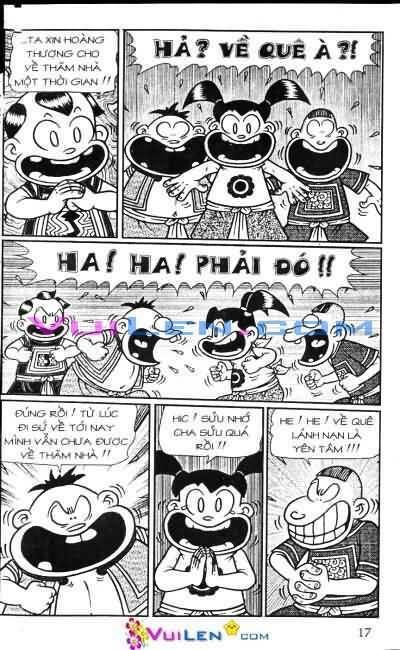 ...TA XIN HOÀNG
THƯỢNG CHO
VỀ THĂM NHÀ
MỘT THỜI GIAN !!
HẢ? VỀ QUÊ À?!
HA! HA! PHẢI ĐÓ!!
VuiLen.com
ĐÚNG RỒI! TỪ LÚC
ĐI SỨ VỀ TỚI NAY
MÌNH VẪN CHƯA ĐƯỢC
VỀ THĂM NHÀ!!
HIC! SỬU NHỚ
CHA SỬU QUÁ
RỒI!!
HE! HE! VỀ QUÊ
LÁNH NẠN LÀ
YÊN TÂM!!!
17
VuiLen.com